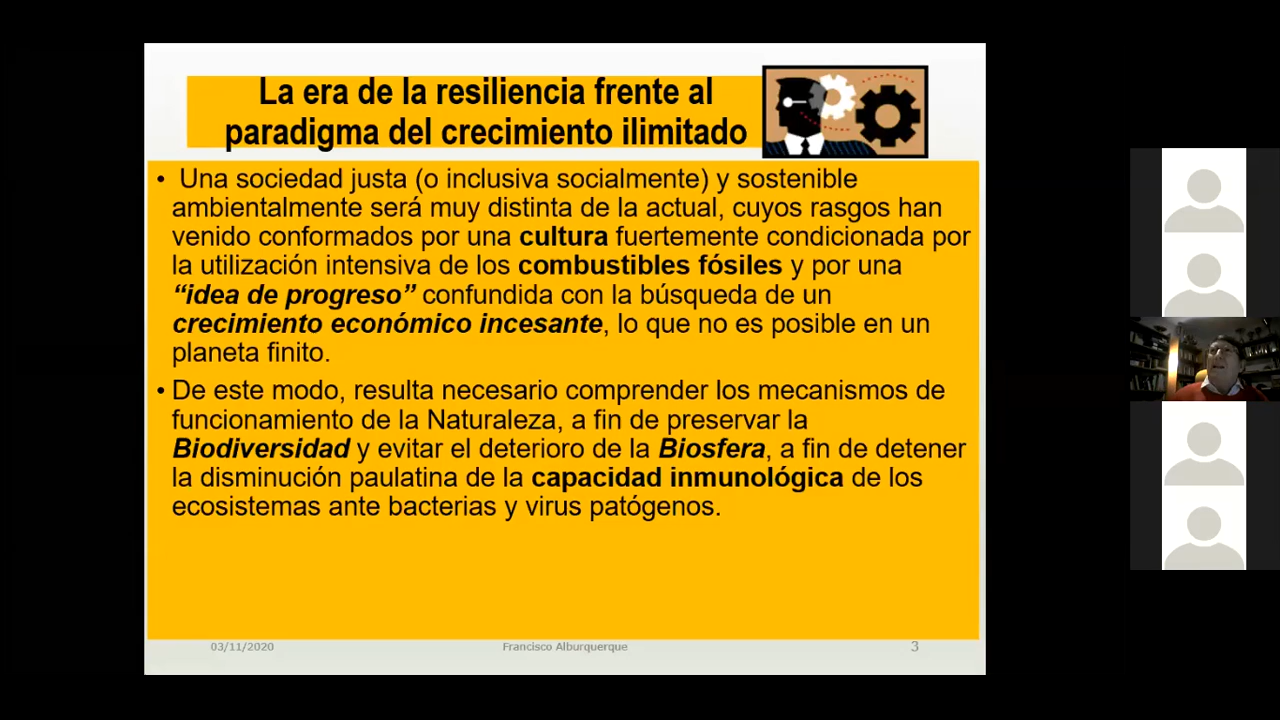 La era de la resiliencia frente al
paradigma del crecimiento ilimitado
• Una sociedad justa (o inclusiva socialmente) y sostenible
ambientalmente será muy distinta de la actual, cuyos rasgos han
venido conformados por una cultura fuertemente condicionada por
la utilización intensiva de los combustibles fósiles y por una
“idea de progreso” confundida con la búsqueda de un
crecimiento económico incesante, lo que no es posible en un
planeta finito.
• De este modo, resulta necesario comprender los mecanismos de
funcionamiento de la Naturaleza, a fin de preservar la
Biodiversidad y evitar el deterioro de la Biosfera, a fin de detener
la disminución paulatina de la capacidad inmunológica de los
ecosistemas ante bacterias y virus patógenos.
03/11/2020 Francisco Alburquerque 3